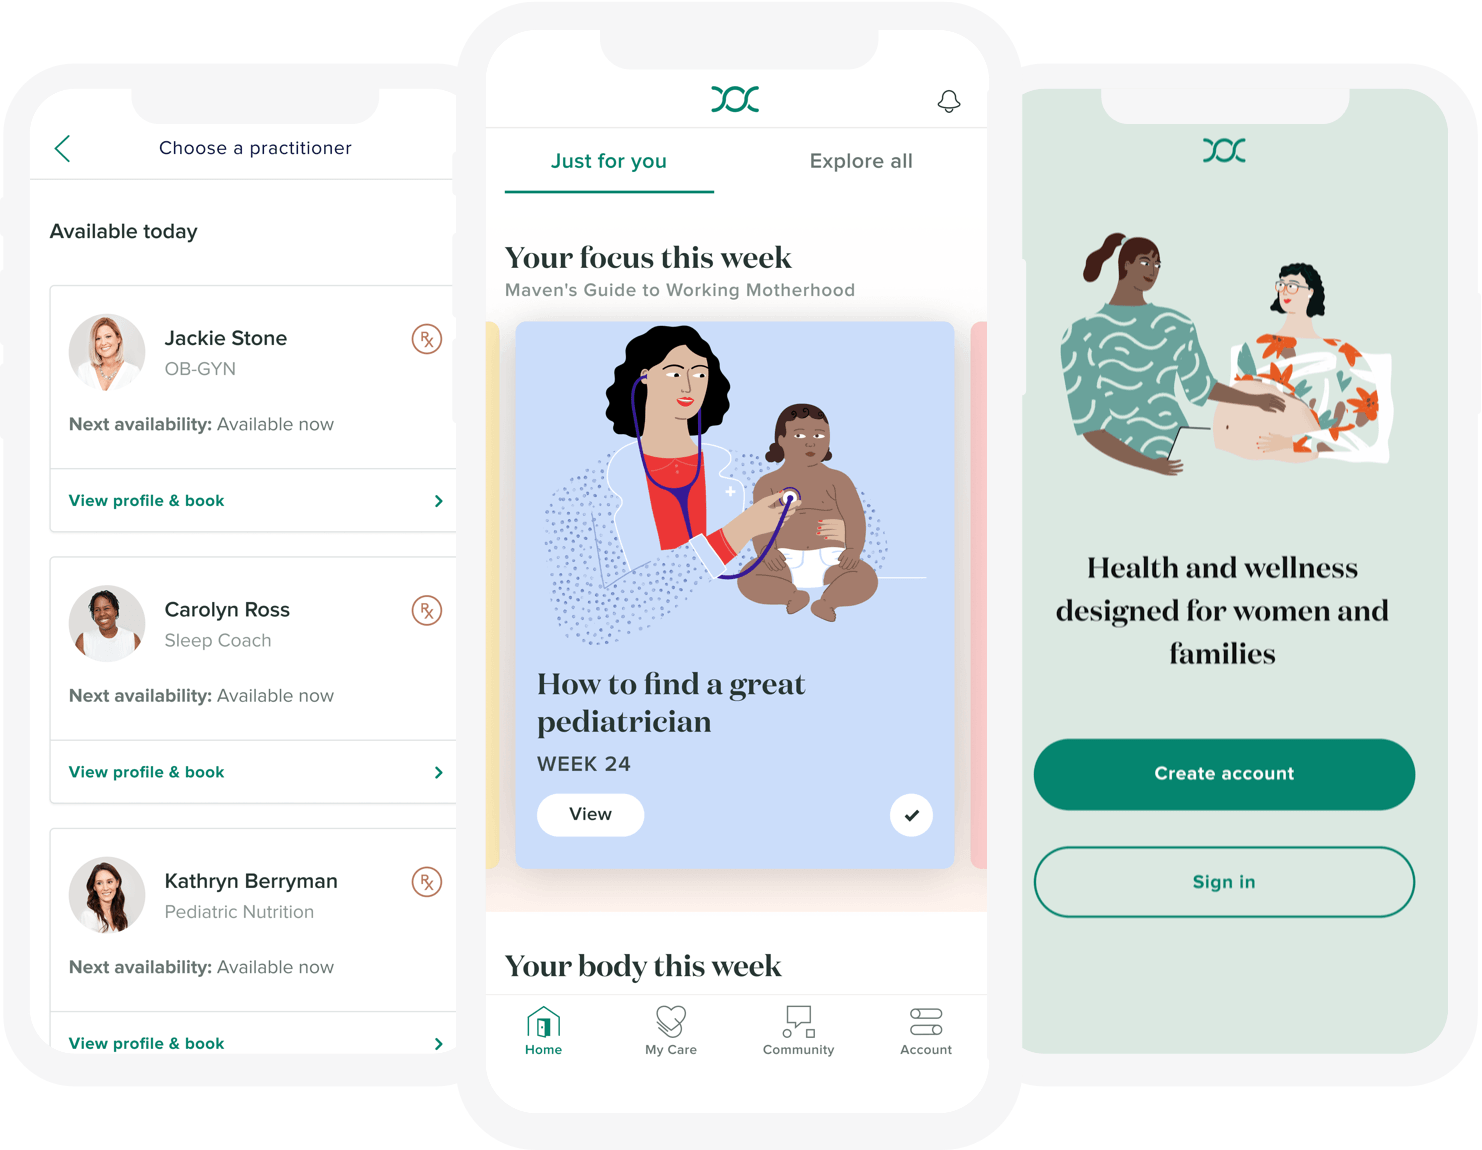 Choose a practitioner
Available today
Jackie Stone
OB-GYN
Rx
Next availability: Available now
View profile & book
Carolyn Ross
Sleep Coach
Rx
Next availability: Available now
View profile & book
Kathryn Berryman
Pediatric Nutrition
Rx
Next availability: Available now
View profile & book
Just for you
Explore all
Your focus this week
Maven's Guide to Working Motherhood
How to find a great
pediatrician
WEEK 24
View
Your body this week
Home
My Care
Community
Account
Health and wellness
designed for women and
families
Create account
Sign in